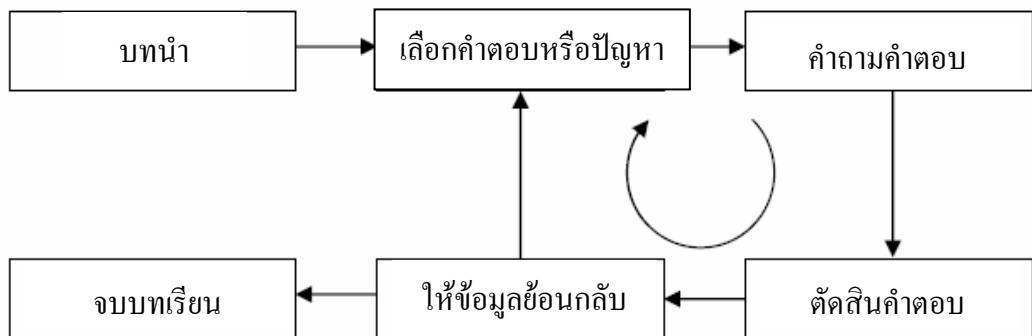 บทนำ
เลือกคำตอบหรือปัญหา
คำถามคำตอบ
จบบทเรียน
ให้ข้อมูลย้อนกลับ
ตัดสินคำตอบ